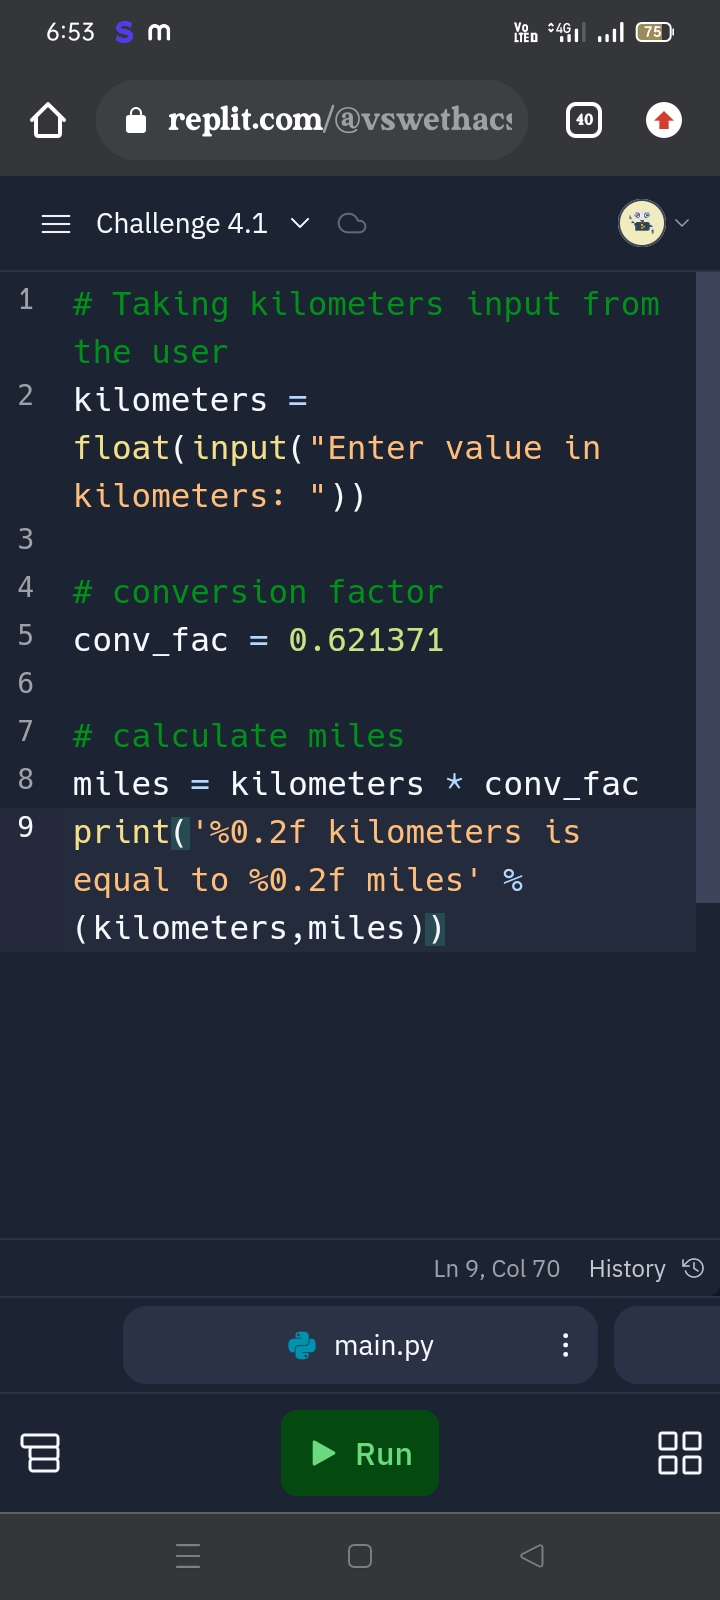 6:53 S m Vo LTED 4G 75
replit.com/@vswethacs 40
Challenge 4.1
1 # Taking kilometers input from
the user
2 kilometers =
float(input("Enter value in
kilometers: "))
3
4 # conversion factor
5 conv_fac = 0.621371
6
7 # calculate miles
8 miles = kilometers * conv_fac
9 print('%0.2f kilometers is
equal to %0.2f miles' %
(kilometers,miles))
Ln 9, Col 70 History
main.py
Run